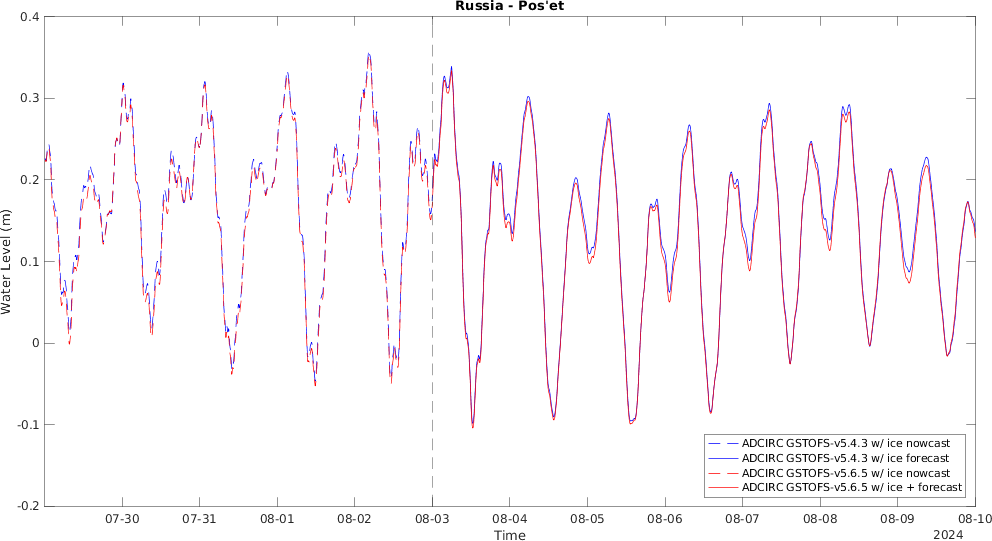 Russia - Pos'et
0.4
0.3
0.2
0.1
0
-0.1
-0.2
Water Level (m)
07-30 07-31 08-01 08-02 08-03 08-04 08-05 08-06 08-07 08-08 08-09 08-10
Time
2024
ADCIRC GSTOFS-v5.4.3 w/ ice nowcast
ADCIRC GSTOFS-v5.4.3 w/ ice forecast
ADCIRC GSTOFS-v5.6.5 w/ ice nowcast
ADCIRC GSTOFS-v5.6.5 w/ ice + forecast